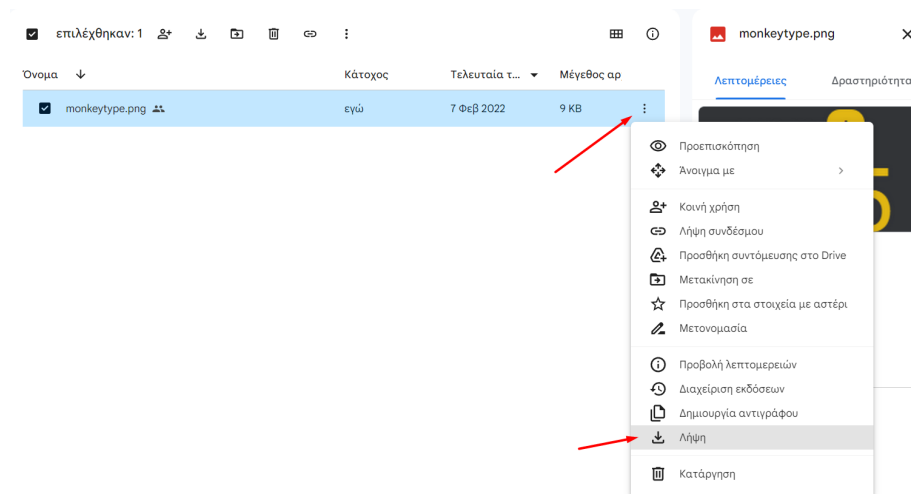 επιλέχθηκαν: 1
monkeytype.png
Όνομα Κάτοχος Τελευταία τ... Μέγεθος αρ
Λεπτομέρειες Δραστηριότητα
monkeytype.png εγώ 7 Φεβ 2022 9 KB
Προεπισκόπηση
Άνοιγμα με
Κοινή χρήση
Λήψη συνδέσμου
Προσθήκη συντόμευσης στο Drive
Μετακίνηση σε
Προσθήκη στα στοιχεία με αστέρι
Μετονομασία
Προβολή λεπτομερειών
Διαχείριση εκδόσεων
Δημιουργία αντιγράφου
Λήψη
Κατάργηση